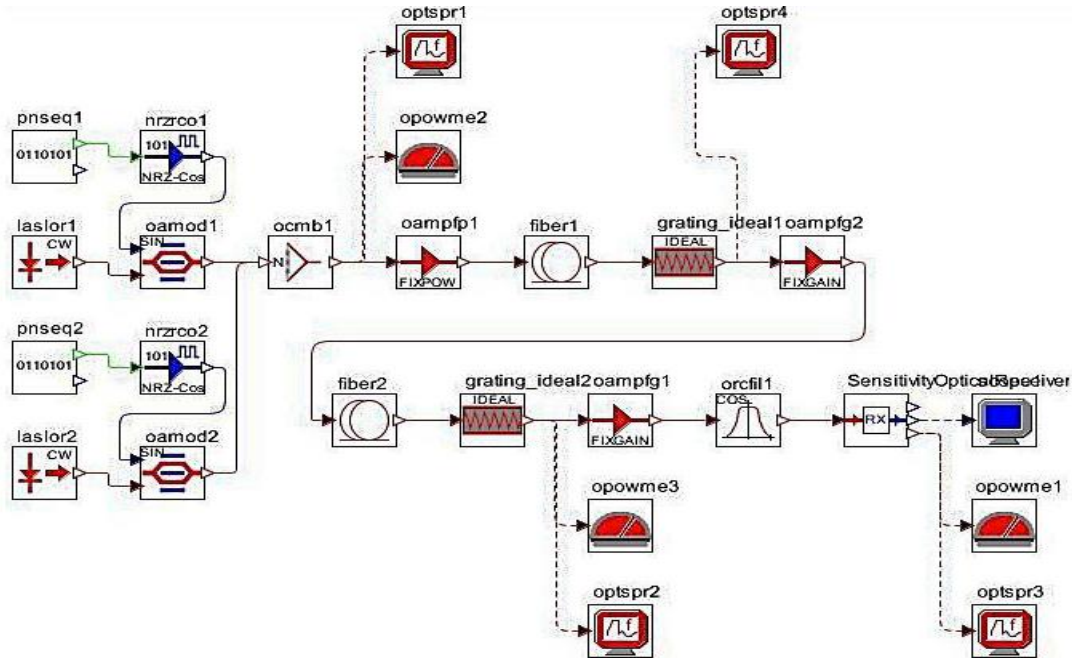 optspr1
optspr4
pnseq1
nrzrco1
opowme2
0110101
101
NRZ-Cos
laslor1
oamod1
ocmb1
oampfp1
fiber1
grating_ideal1
oampfg2
CW
SIN
N
FIXPOW
IDEAL
FIXGAIN
pnseq2
nrzrco2
0110101
101
NRZ-Cos
fiber2
grating_ideal2
oampfg1
orcfil1
SensitivityOpticalReceiver
IDEAL
FIXGAIN
COS
RX
laslor2
oamod2
CW
SIN
opowme3
opowme1
optspr2
optspr3
f
f
f
f